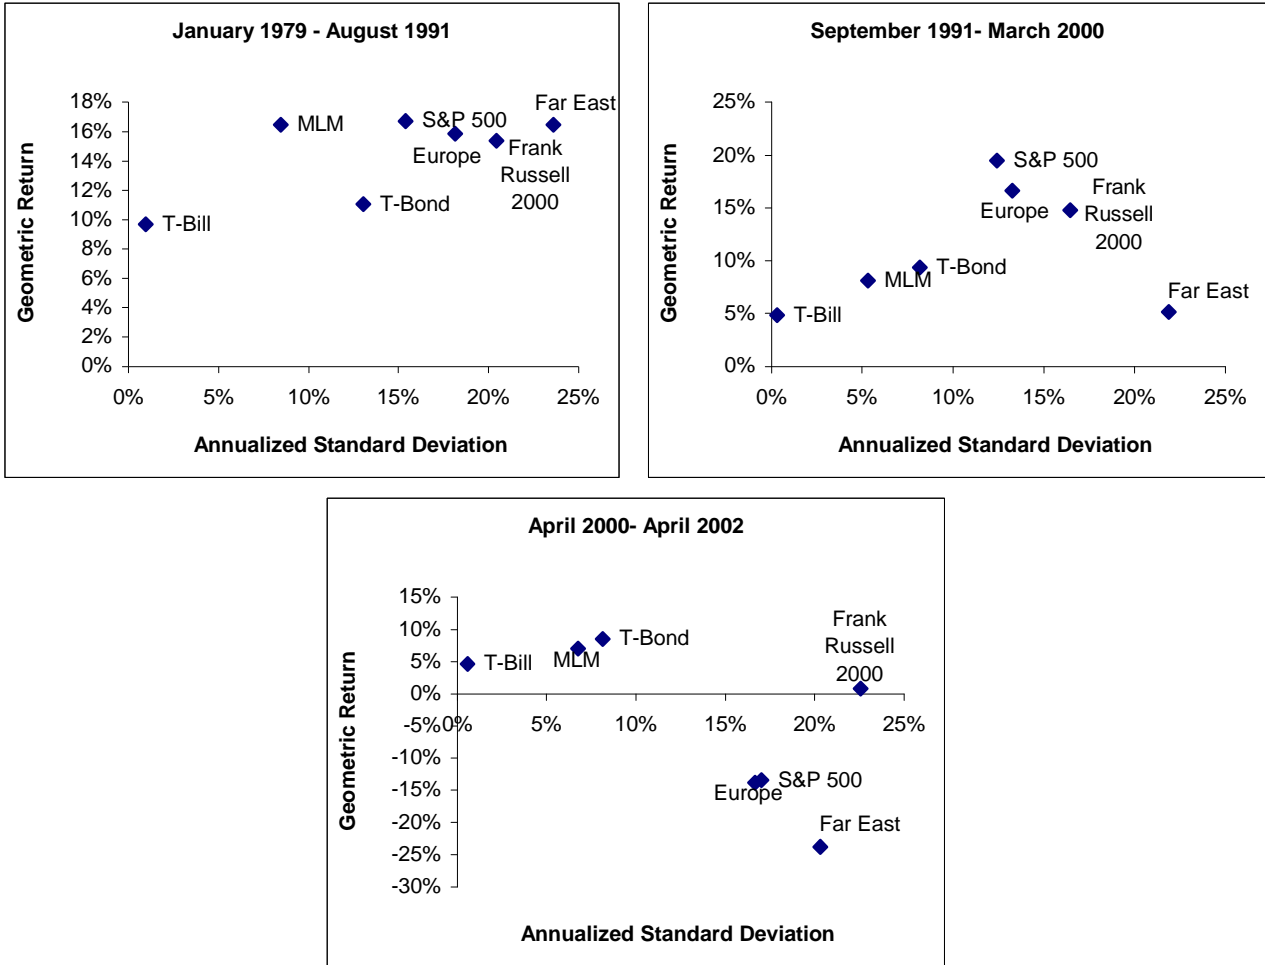 January 1979 - August 1991
Geometric Return
18%
16%
14%
12%
10%
8%
6%
4%
2%
0%
MLM
S&P 500
Far East
Europe
Frank
Russell
2000
T-Bond
T-Bill
0% 5% 10% 15% 20% 25%
Annualized Standard Deviation
September 1991- March 2000
Geometric Return
25%
20%
15%
10%
5%
0%
S&P 500
Europe
Frank
Russell
2000
T-Bond
MLM
Far East
T-Bill
0% 5% 10% 15% 20% 25%
Annualized Standard Deviation
April 2000- April 2002
Geometric Return
15%
10%
5%
0%
-5%
-10%
-15%
-20%
-25%
-30%
T-Bond
MLM
T-Bill
Frank
Russell
2000
0% 5% 10% 15% 20% 25%
S&P 500
Europe
Far East
Annualized Standard Deviation